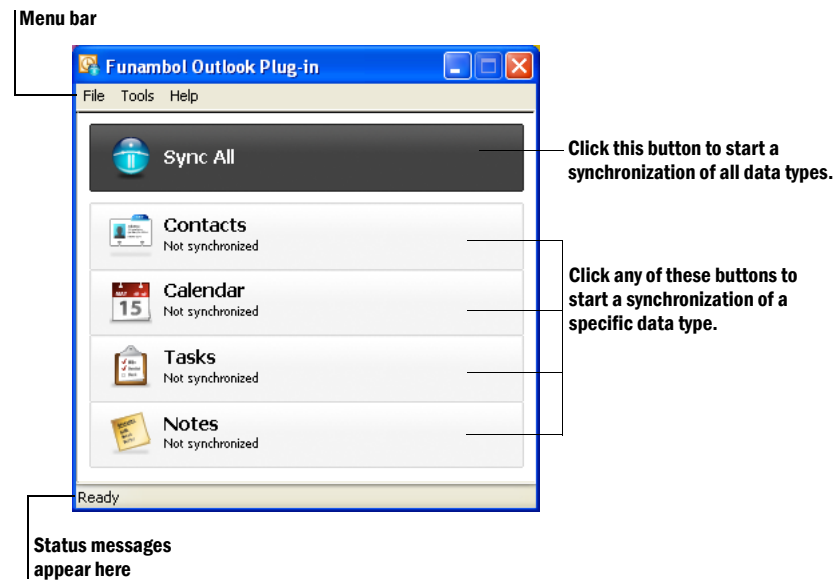 Menu bar
Funambol Outlook Plug-in
File Tools Help
Sync All
Click this button to start a
synchronization of all data types.
Contacts
Not synchronized
Calendar
Not synchronized
15
Click any of these buttons to
start a synchronization of a
specific data type.
Tasks
Not synchronized
Notes
Not synchronized
Ready
Status messages
appear here